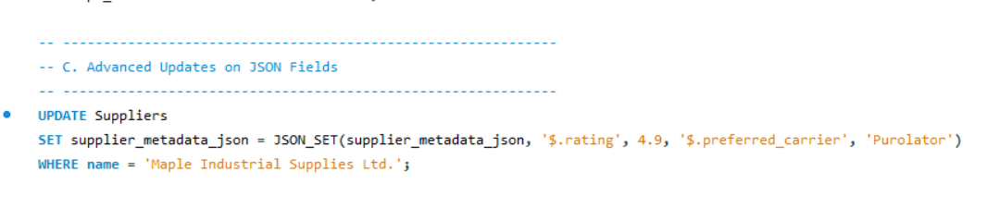 -- -------------------------------------------------------------
-- C. Advanced Updates on JSON Fields
-- -------------------------------------------------------------
UPDATE Suppliers
SET supplier_metadata_json = JSON_SET(supplier_metadata_json, '$.rating', 4.9, '$.preferred_carrier', 'Purolator')
WHERE name = 'Maple Industrial Supplies Ltd.';